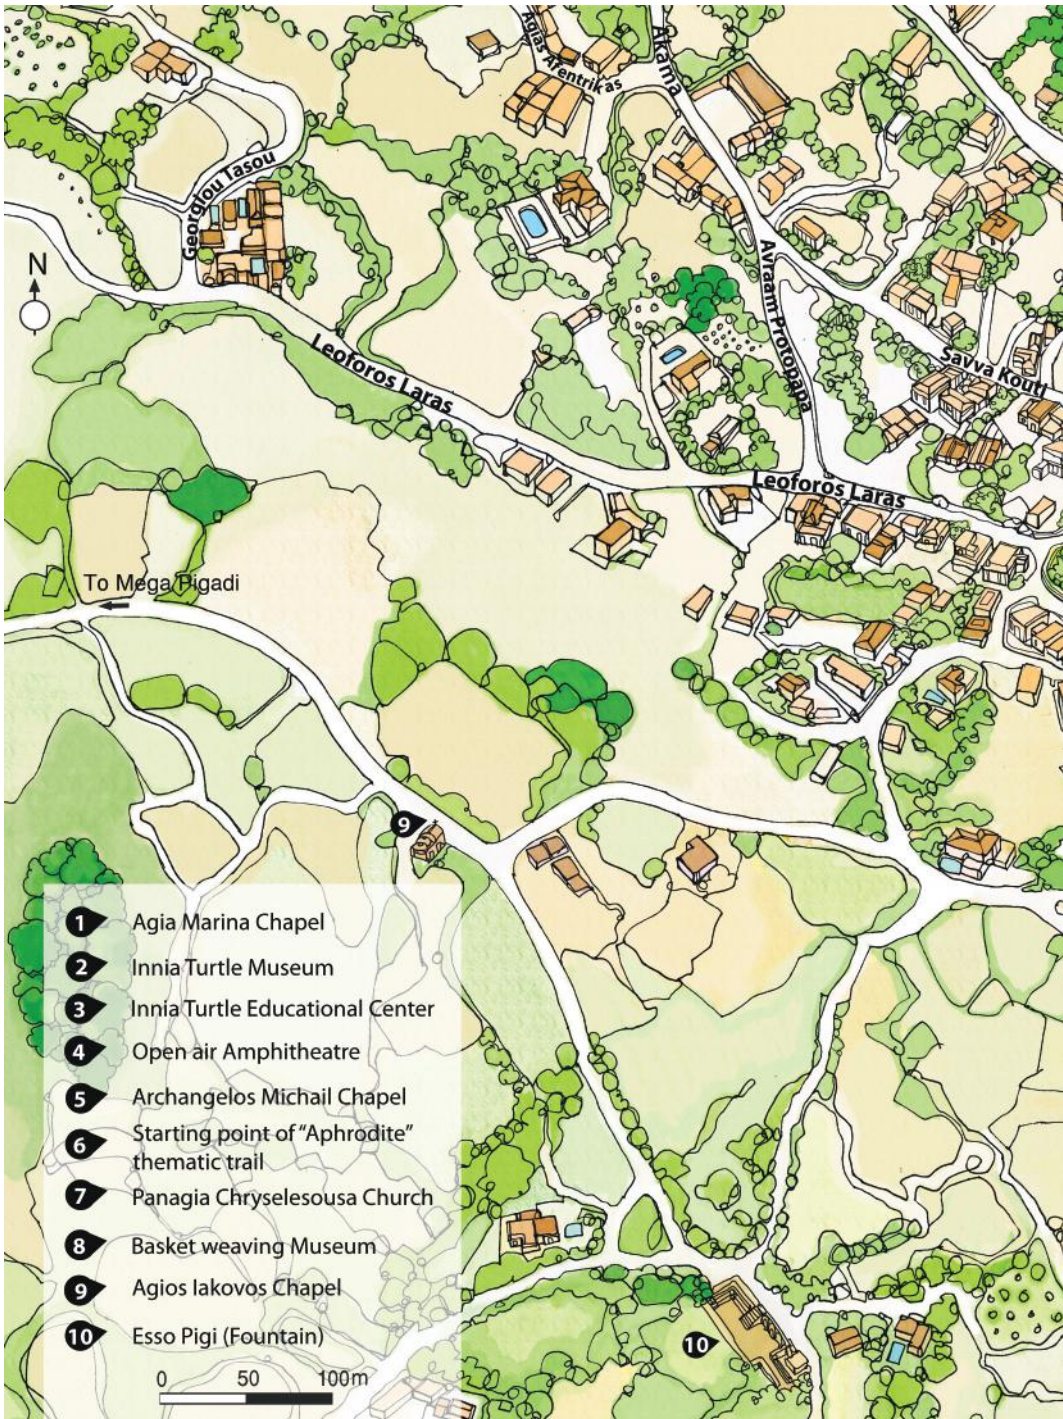 Agias Afentrikas
Akama
Georgiou Tasou
N
Avraam Protopapa
Leoforos Laras
Savva Kouti
Leoforos Laras
To Mega Pigadi
9
1 Agia Marina Chapel
2 Innia Turtle Museum
3 Innia Turtle Educational Center
4 Open air Amphitheatre
5 Archangelos Michail Chapel
6 Starting point of “Aphrodite”
thematic trail
7 Panagia Chryselesousa Church
8 Basket weaving Museum
9 Agios Iakovos Chapel
10 Esso Pigi (Fountain)
10
0 50 100m